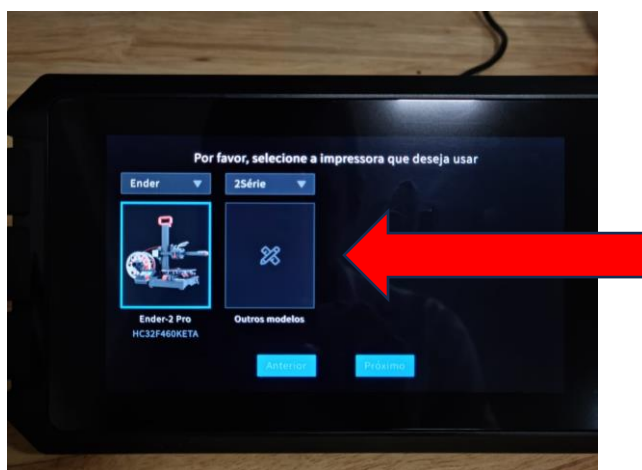 Por favor, selecione a impressora que deseja usar
Ender
2Série
Ender-2 Pro
HC32F460KETA
Outros modelos
Anterior
Próximo